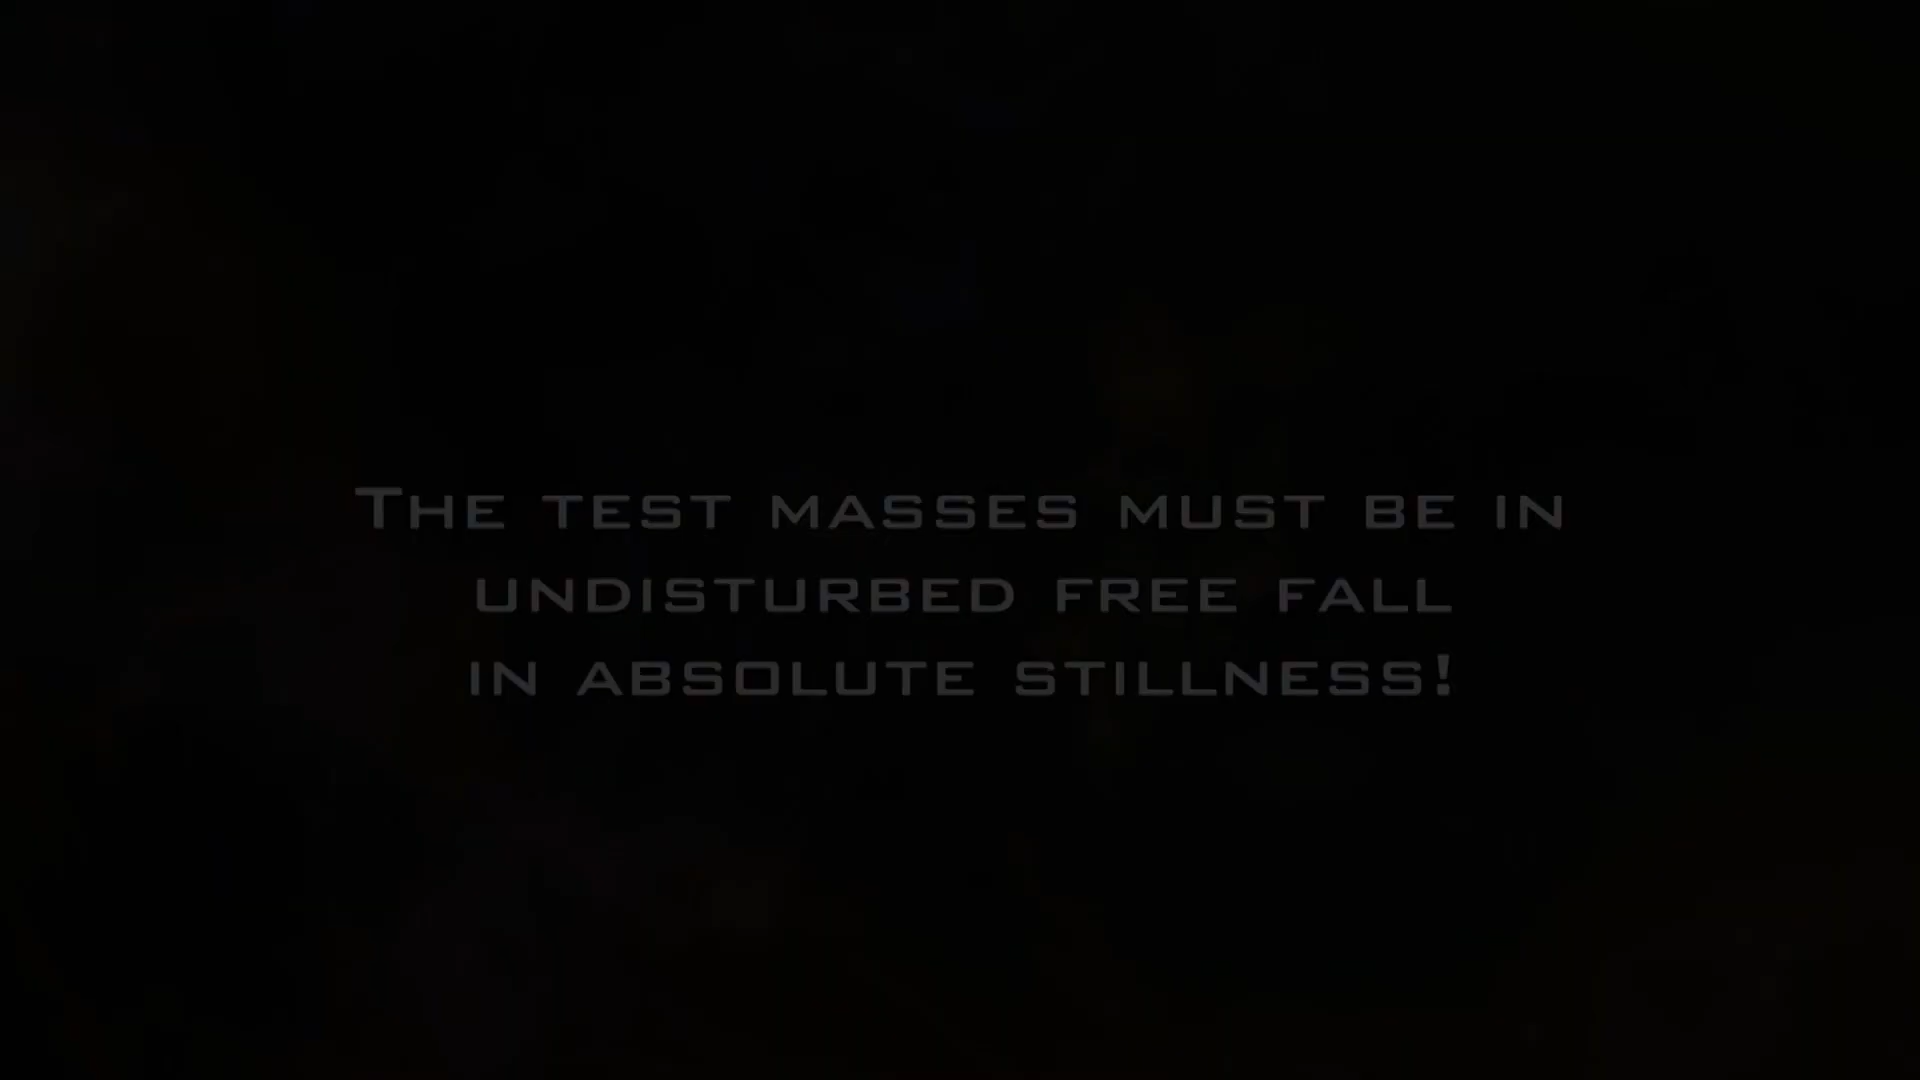 The test masses must be in
undisturbed free fall
in absolute stillness!